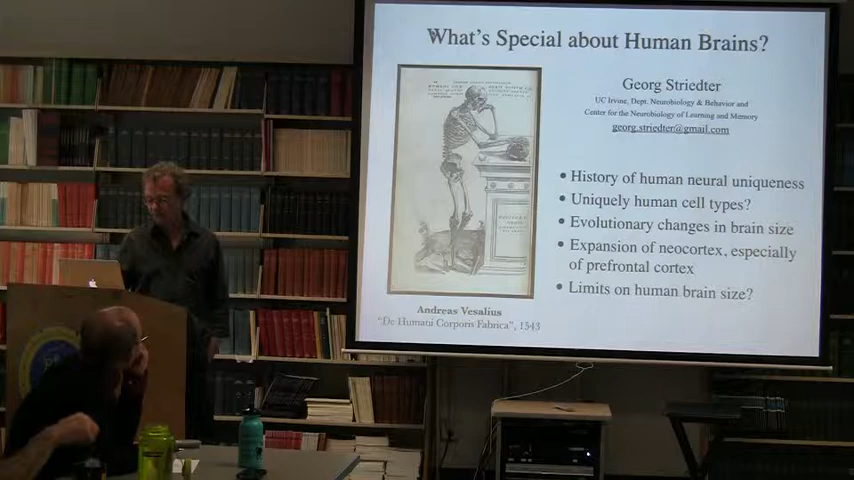 What's Special about Human Brains?
Georg Striedter
UC Irvine, Dept. Neurobiology & Behavior and
Center for the Neurobiology of Learning and Memory
georg.striedter@gmail.com
• History of human neural uniqueness
• Uniquely human cell types?
• Evolutionary changes in brain size
• Expansion of neocortex, especially
of prefrontal cortex
• Limits on human brain size?
Andreas Vesalius
"De Humani Corporis Fabrica", 1543